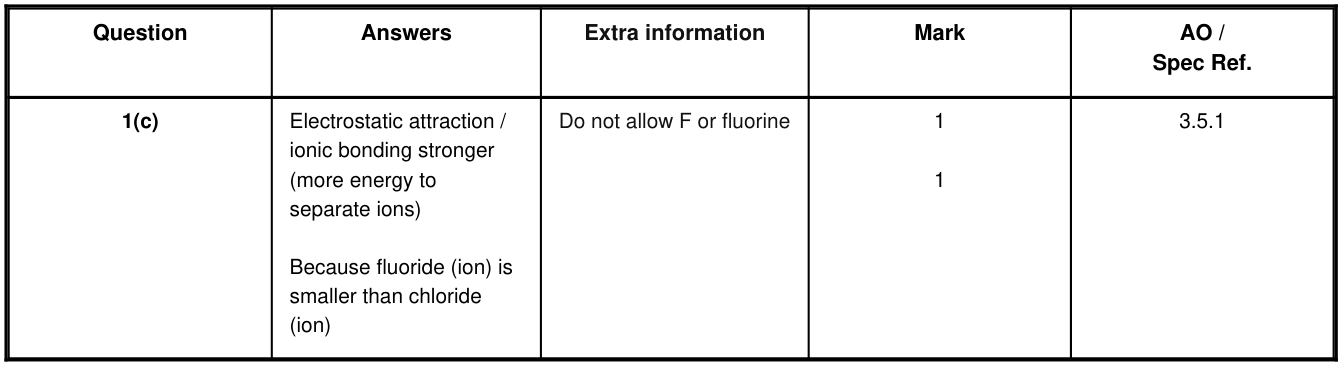 Question
Answers
Extra information
Mark
AO /
Spec Ref.
1(c)
Electrostatic attraction /
ionic bonding stronger
(more energy to
separate ions)
Because fluoride (ion) is
smaller than chloride
(ion)
Do not allow F or fluorine
1
1
3.5.1